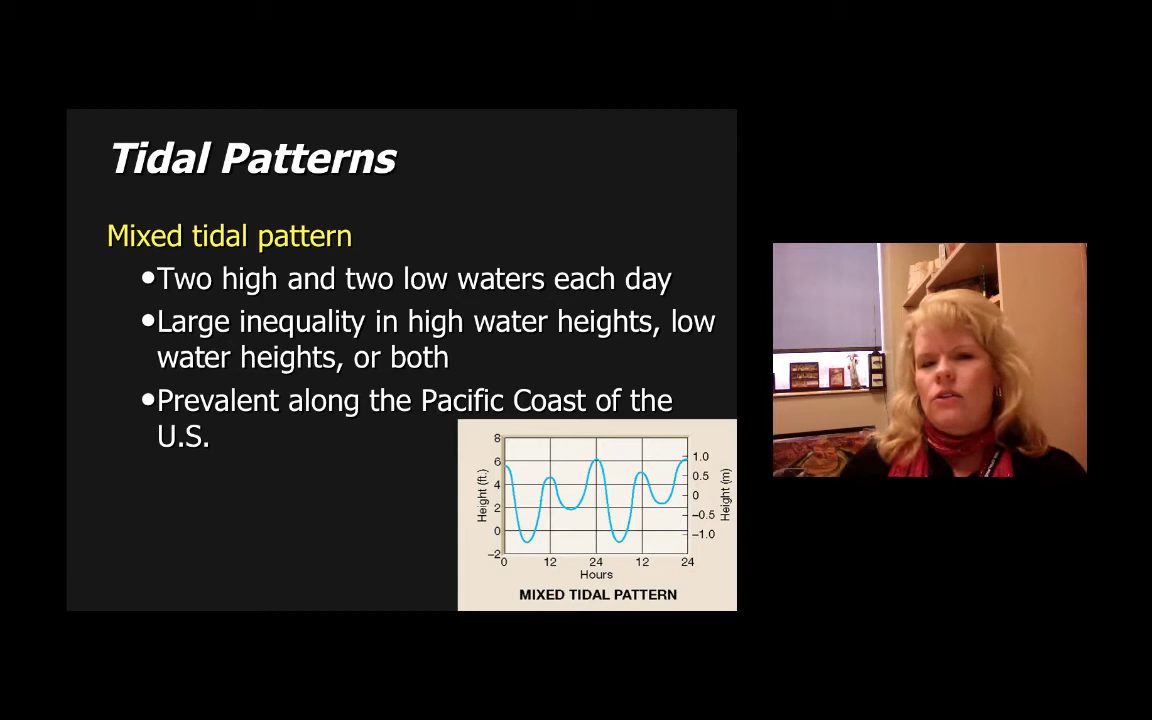 Tidal Patterns
Mixed tidal pattern
•Two high and two low waters each day
•Large inequality in high water heights, low
water heights, or both
•Prevalent along the Pacific Coast of the
U.S.
8
6
4
2
0
–2
Height (ft.)
1.0
0.5
0
–0.5
–1.0
Height (m)
0 12 24 12 24
Hours
MIXED TIDAL PATTERN